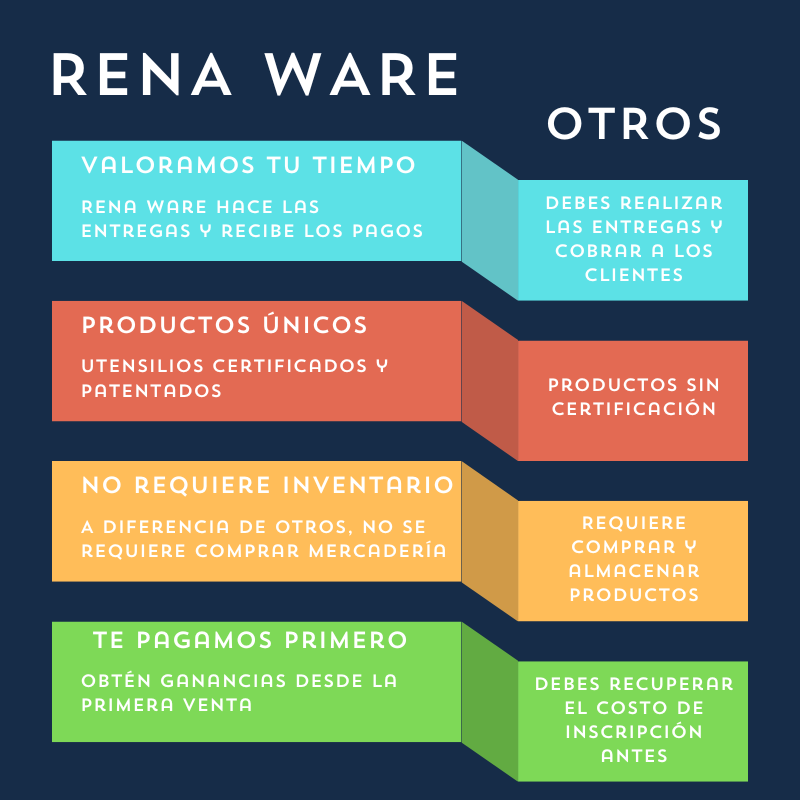 RENA WARE
OTROS
VALORAMOS TU TIEMPO
RENA WARE HACE LAS
ENTREGAS Y RECIBE LOS PAGOS
DEBES REALIZAR
LAS ENTREGAS Y
COBRAR A LOS
CLIENTES
PRODUCTOS ÚNICOS
UTENSILIOS CERTIFICADOS Y
PATENTADOS
PRODUCTOS SIN
CERTIFICACIÓN
NO REQUIERE INVENTARIO
A DIFERENCIA DE OTROS, NO SE
REQUIERE COMPRAR MERCADERÍA
REQUIERE
COMPRAR Y
ALMACENAR
PRODUCTOS
TE PAGAMOS PRIMERO
OBTÉN GANANCIAS DESDE LA
PRIMERA VENTA
DEBES RECUPERAR
EL COSTO DE
INSCRIPCIÓN
ANTES